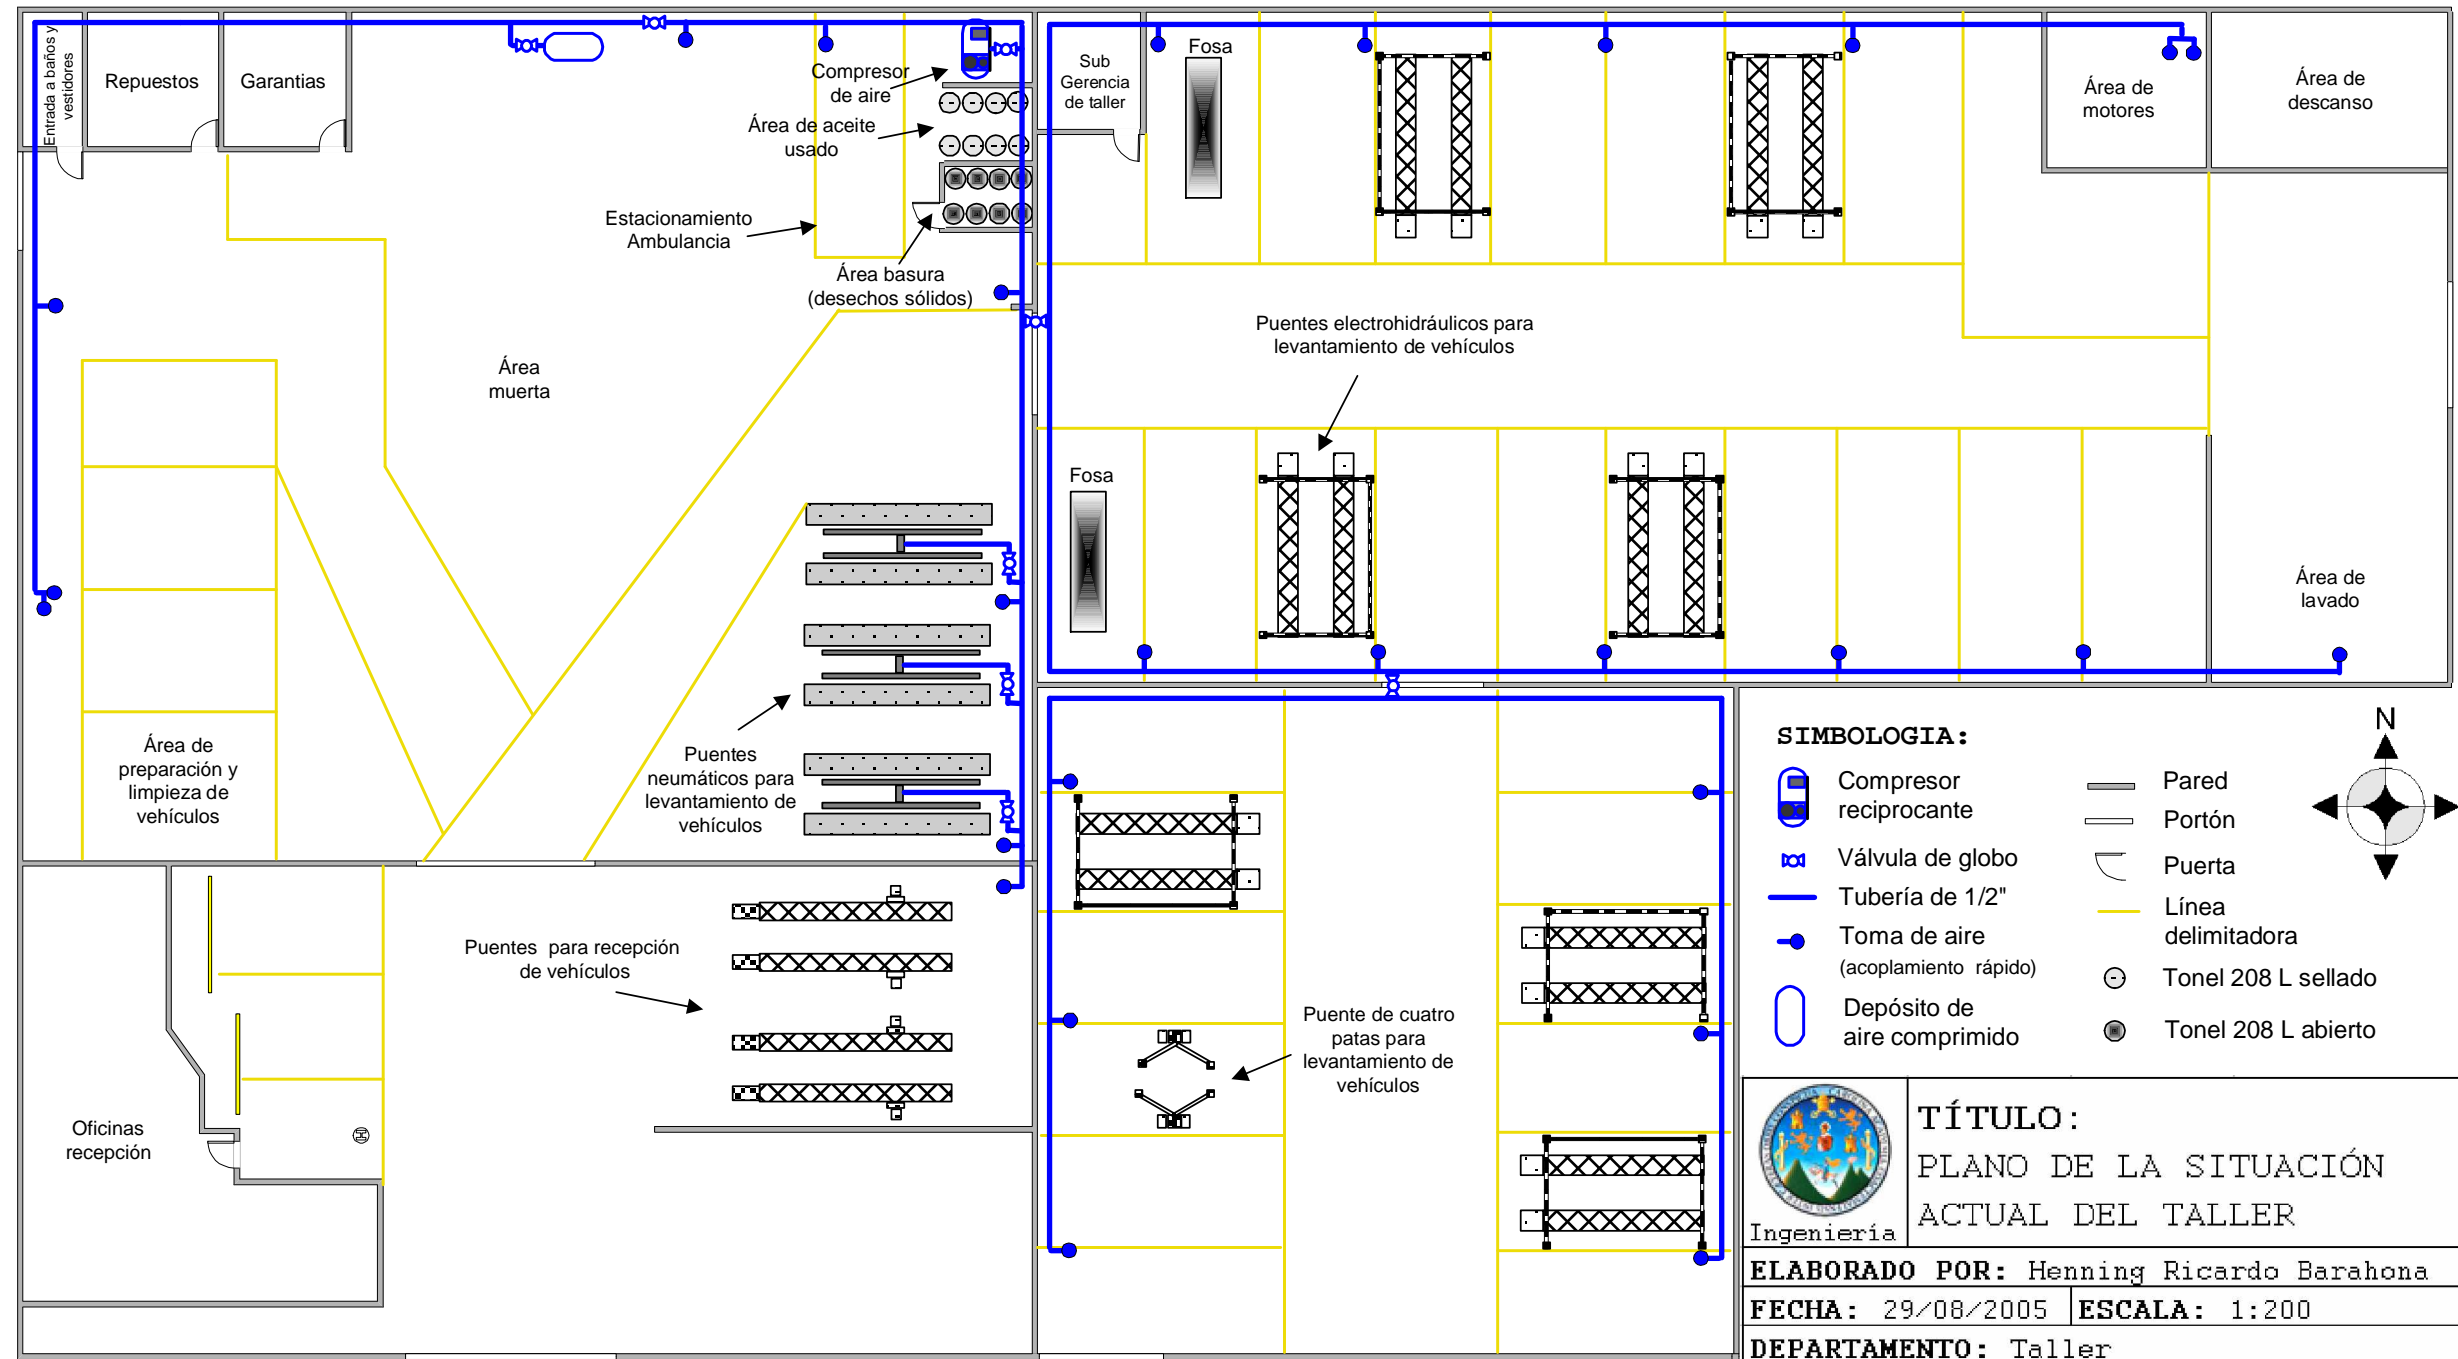 Entrada a baños y
vestidores
Repuestos
Garantias
Compresor
de aire
Área de aceite
usado
Estacionamiento
Ambulancia
Área basura
(desechos sólidos)
Área
muerta
Sub
Gerencia
de taller
Fosa
Área de
motores
Área de
descanso
Puentes electrohidráulicos para
levantamiento de vehículos
Fosa
Área de
lavado
Área de
preparación y
limpieza de
vehículos
Puentes
neumáticos para
levantamiento de
vehículos
Puentes para recepción
de vehículos
Oficinas
recepción
Puente de cuatro
patas para
levantamiento de
vehículos
SIMBOLOGIA:
Compresor
reciprocante
Válvula de globo
Tubería de 1/2"
Toma de aire
(acoplamiento rápido)
Depósito de
aire comprimido
Pared
Portón
Puerta
Línea
delimitadora
Tonel 208 L sellado
Tonel 208 L abierto
N
Ingeniería
TÍTULO:
PLANO DE LA SITUACIÓN
ACTUAL DEL TALLER
ELABORADO POR: Henning Ricardo Barahona
FECHA: 29/08/2005 ESCALA: 1:200
DEPARTAMENTO: Taller